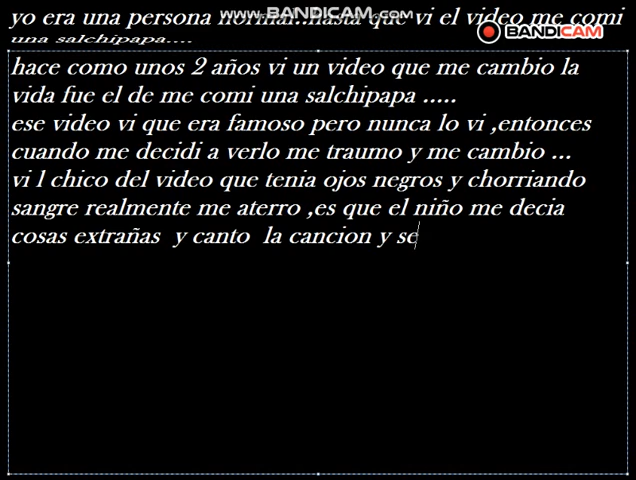 www.BANDICAM.com
yo era una persona normal..hasta que vi el video me comi
una salchipapa....
BANDICAM
hace como unos 2 años vi un video que me cambio la
vida fue el de me comi una salchipapa .....
ese video vi que era famoso pero nunca lo vi ,entonces
cuando me decidi a verlo me traumo y me cambio ...
vi l chico del video que tenia ojos negros y chorriando
sangre realmente me aterro ,es que el niño me decia
cosas extrañas y canto la cancion y se